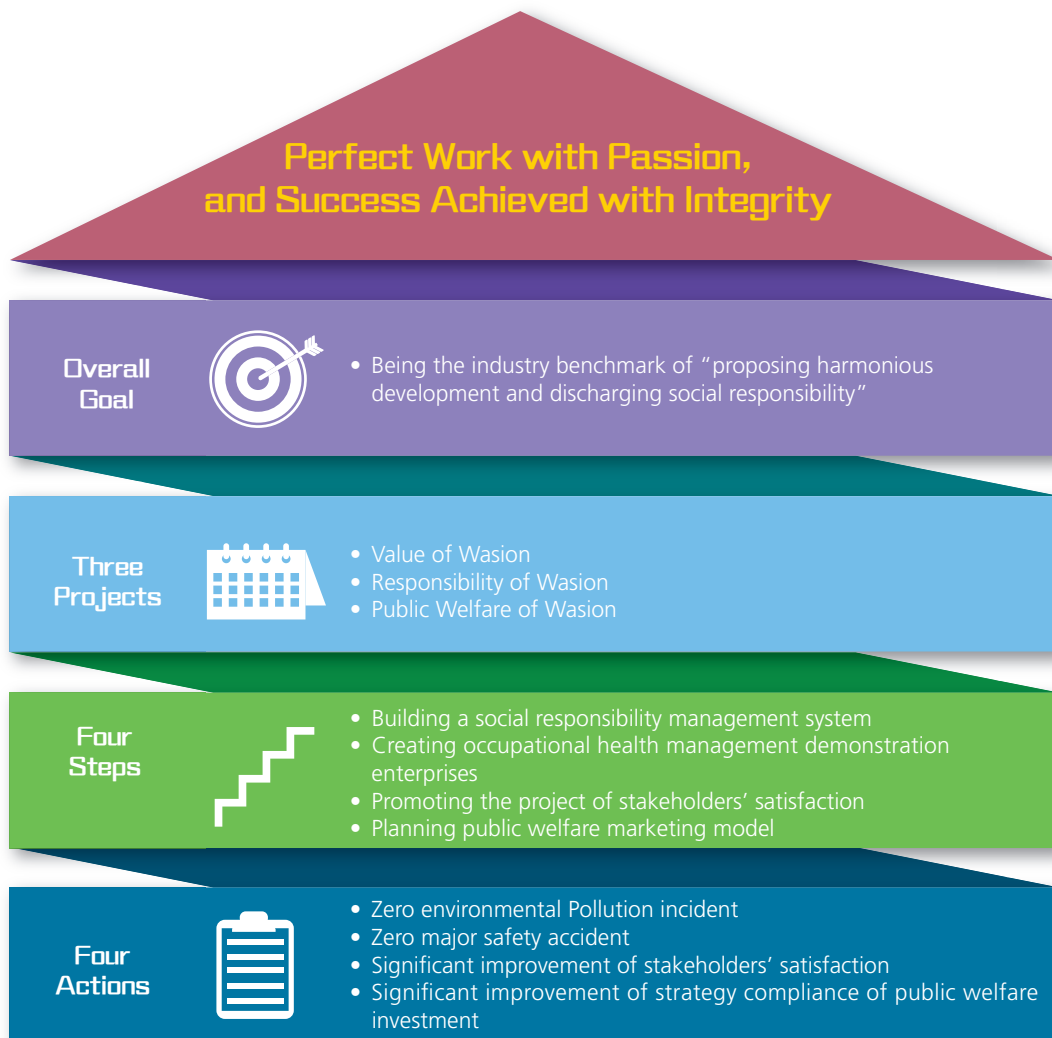 Perfect Work with Passion,
and Success Achieved with Integrity
Overall
Goal
• Being the industry benchmark of “proposing harmonious
development and discharging social responsibility”
Three
Projects
• Value of Wasion
• Responsibility of Wasion
• Public Welfare of Wasion
Four
Steps
• Building a social responsibility management system
• Creating occupational health management demonstration
enterprises
• Promoting the project of stakeholders’ satisfaction
• Planning public welfare marketing model
Four
Actions
• Zero environmental Pollution incident
• Zero major safety accident
• Significant improvement of stakeholders’ satisfaction
• Significant improvement of strategy compliance of public welfare
investment